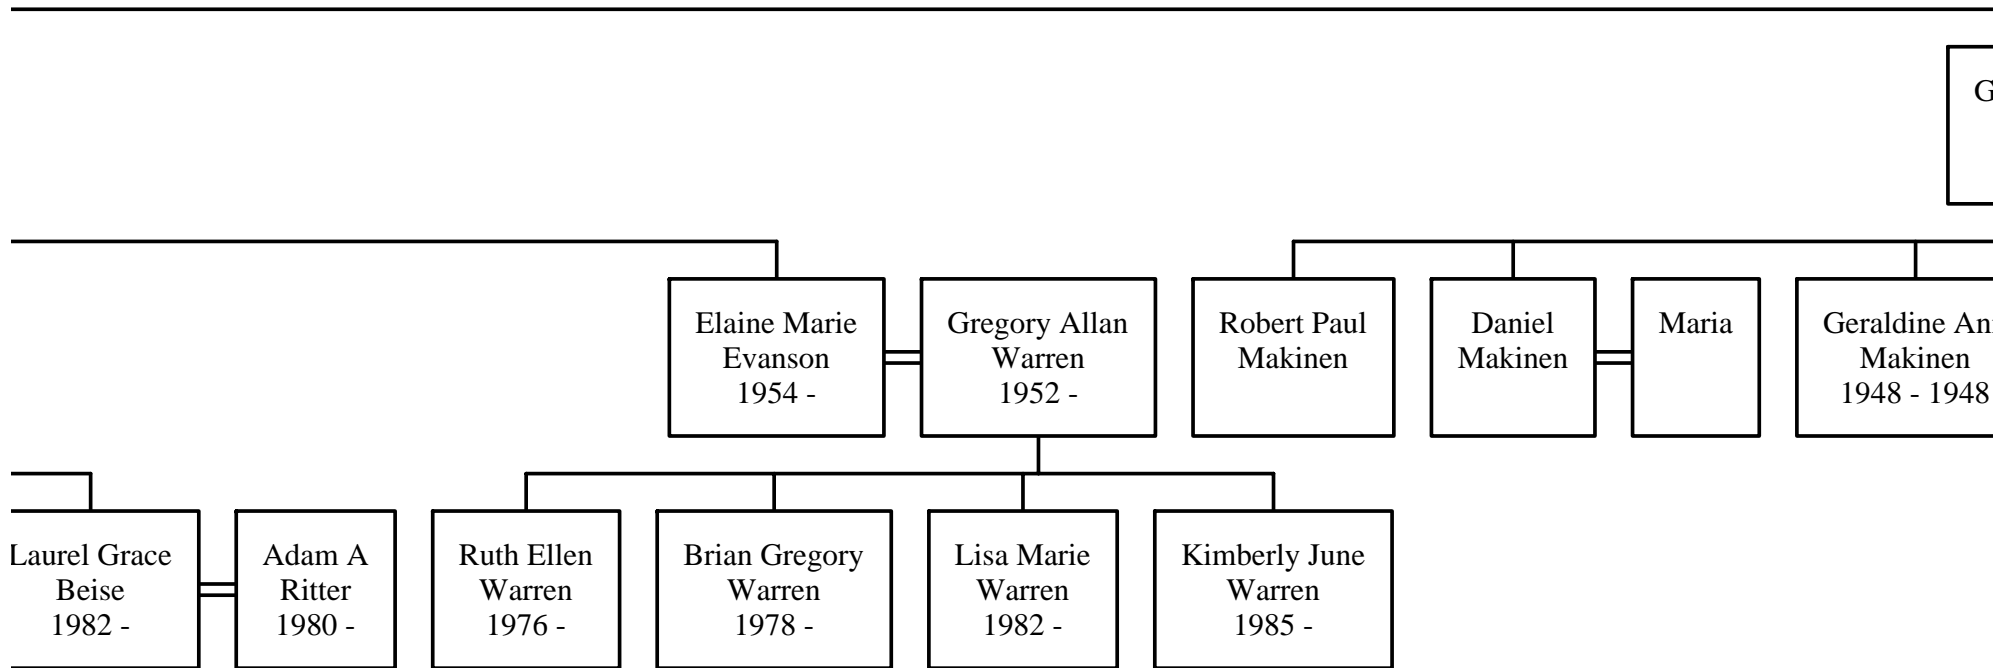 G
Elaine Marie
Evanson
1954 -
Gregory Allan
Warren
1952 -
Robert Paul
Makinen
Daniel
Makinen
Maria
Geraldine
Makinen
1948 - 1948
Laurel Grace
Beise
1982 -
Adam A
Ritter
1980 -
Ruth Ellen
Warren
1976 -
Brian Gregory
Warren
1978 -
Lisa Marie
Warren
1982 -
Kimberly June
Warren
1985 -